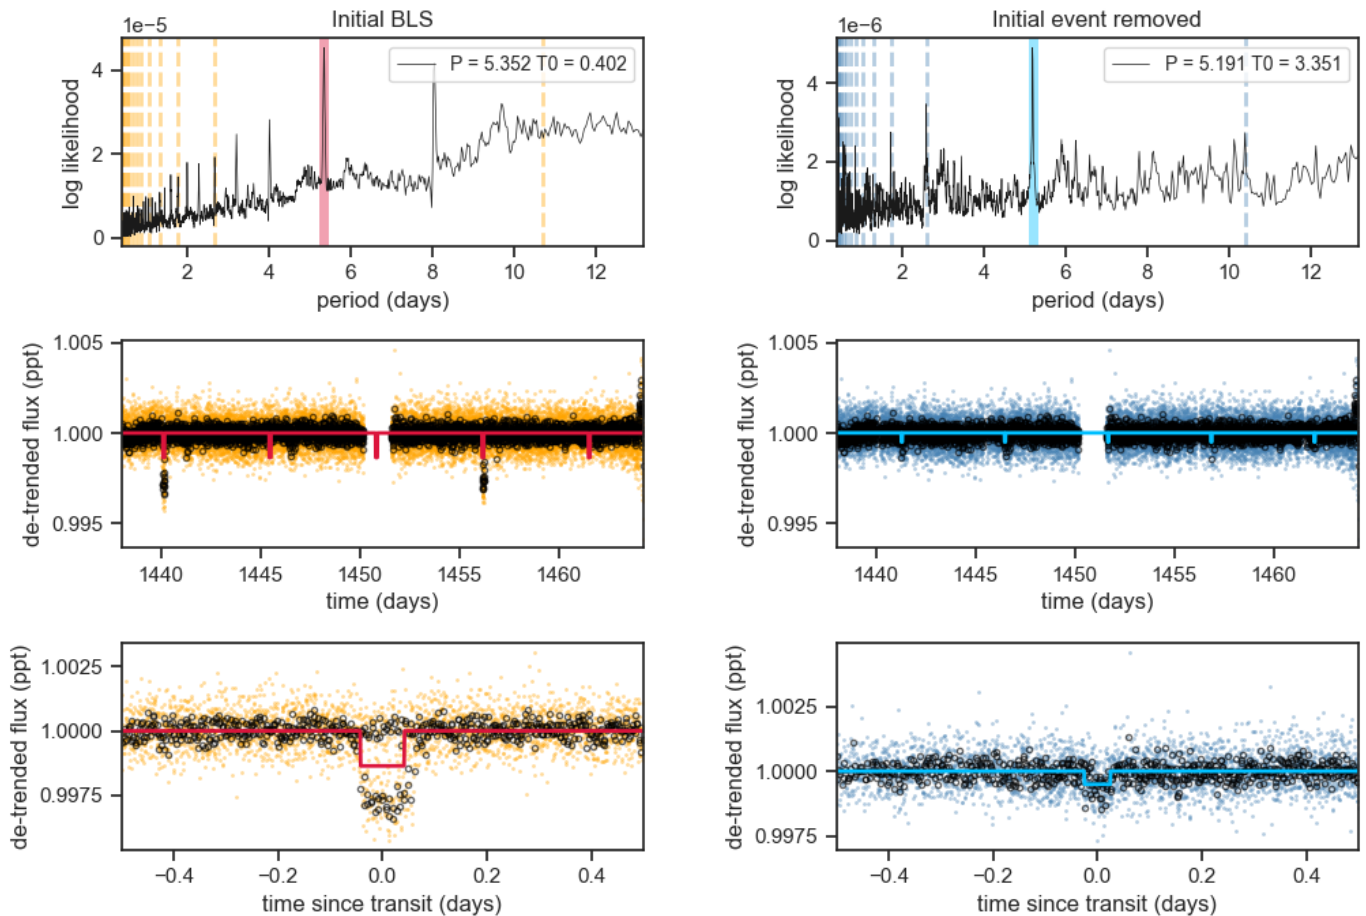 Initial BLS
1e−5
P = 5.352 T0 = 0.402
log likelihood
4
2
0
2 4 6 8 10 12
period (days)
Initial event removed
1e−6
P = 5.191 T0 = 3.351
log likelihood
4
2
0
2 4 6 8 10 12
period (days)
de-trended flux (ppt)
1.005
1.000
0.995
1440 1445 1450 1455 1460
time (days)
de-trended flux (ppt)
1.005
1.000
0.995
1440 1445 1450 1455 1460
time (days)
de-trended flux (ppt)
1.0025
1.0000
0.9975
−0.4 −0.2 0.0 0.2 0.4
time since transit (days)
de-trended flux (ppt)
1.0025
1.0000
0.9975
−0.4 −0.2 0.0 0.2 0.4
time since transit (days)